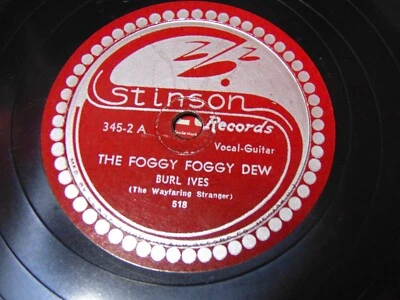 Stinson
Records
345-2 A
Vocal-Guitar
THE FOGGY FOGGY DEW
BURL IVES
(The Wayfaring Stranger)
518